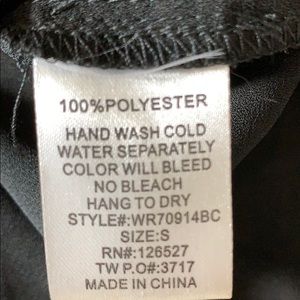 100%POLYESTER
HAND WASH COLD
WATER SEPARATELY
COLOR WILL BLEED
NO BLEACH
HANG TO DRY
STYLE#:WR70914BC
SIZE:S
RN#:126527
TW P.O#:3717
MADE IN CHINA